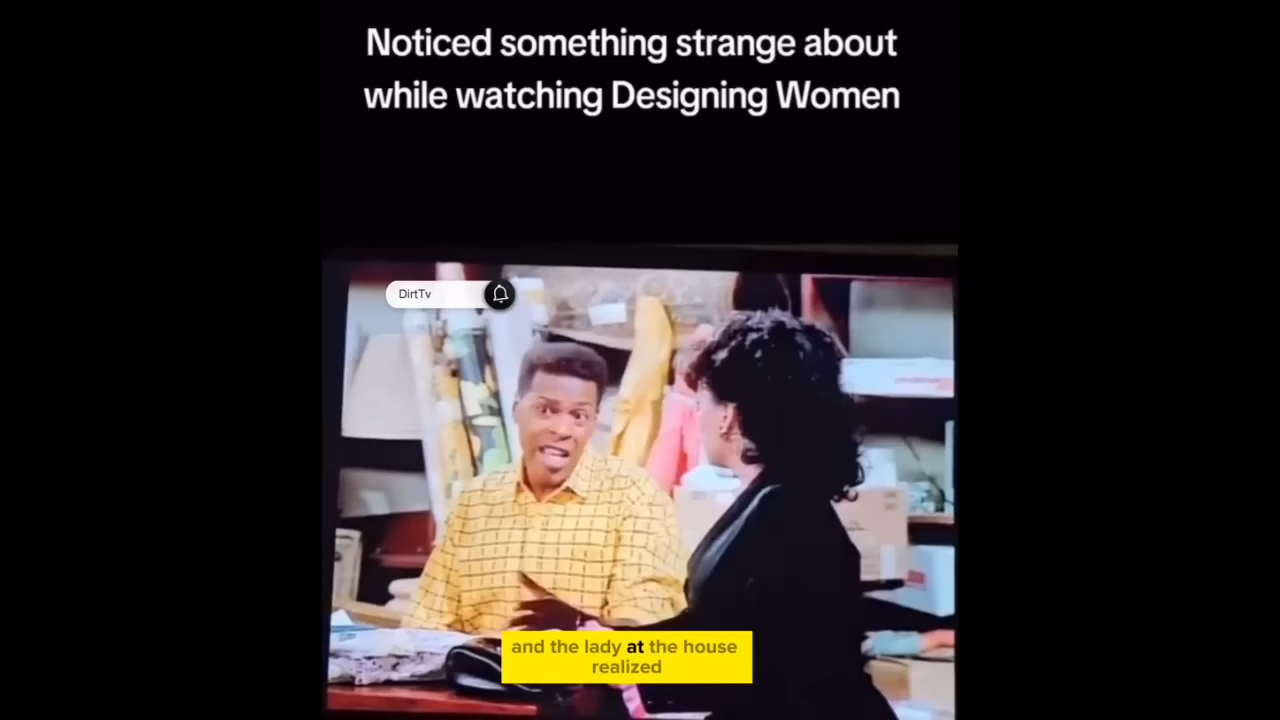 Noticed something strange about
while watching Designing Women
DirtTv
and the lady at the house
realized